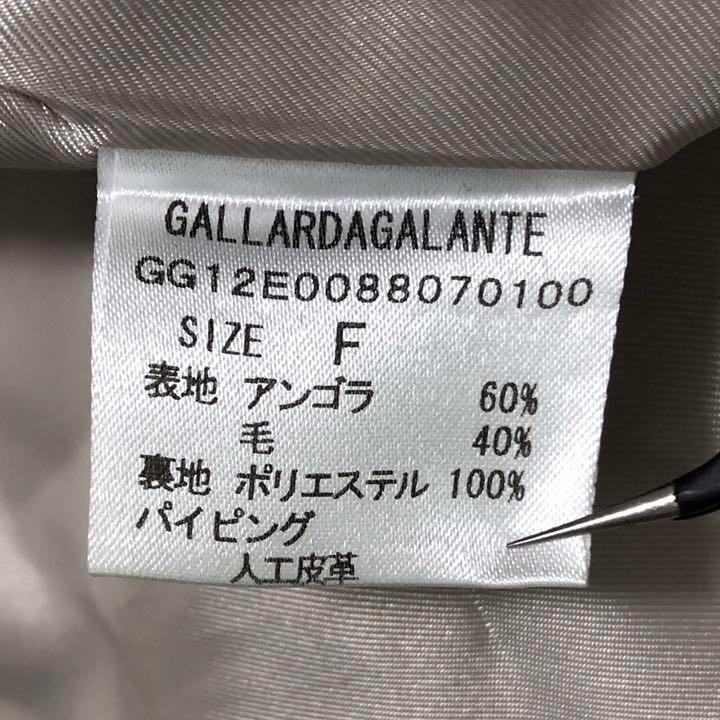 GALLARDAGALANTE
GG12E0088070100
SIZE F
表地 アンゴラ 60%
毛 40%
裏地 ポリエステル 100%
パイピング
人工皮革